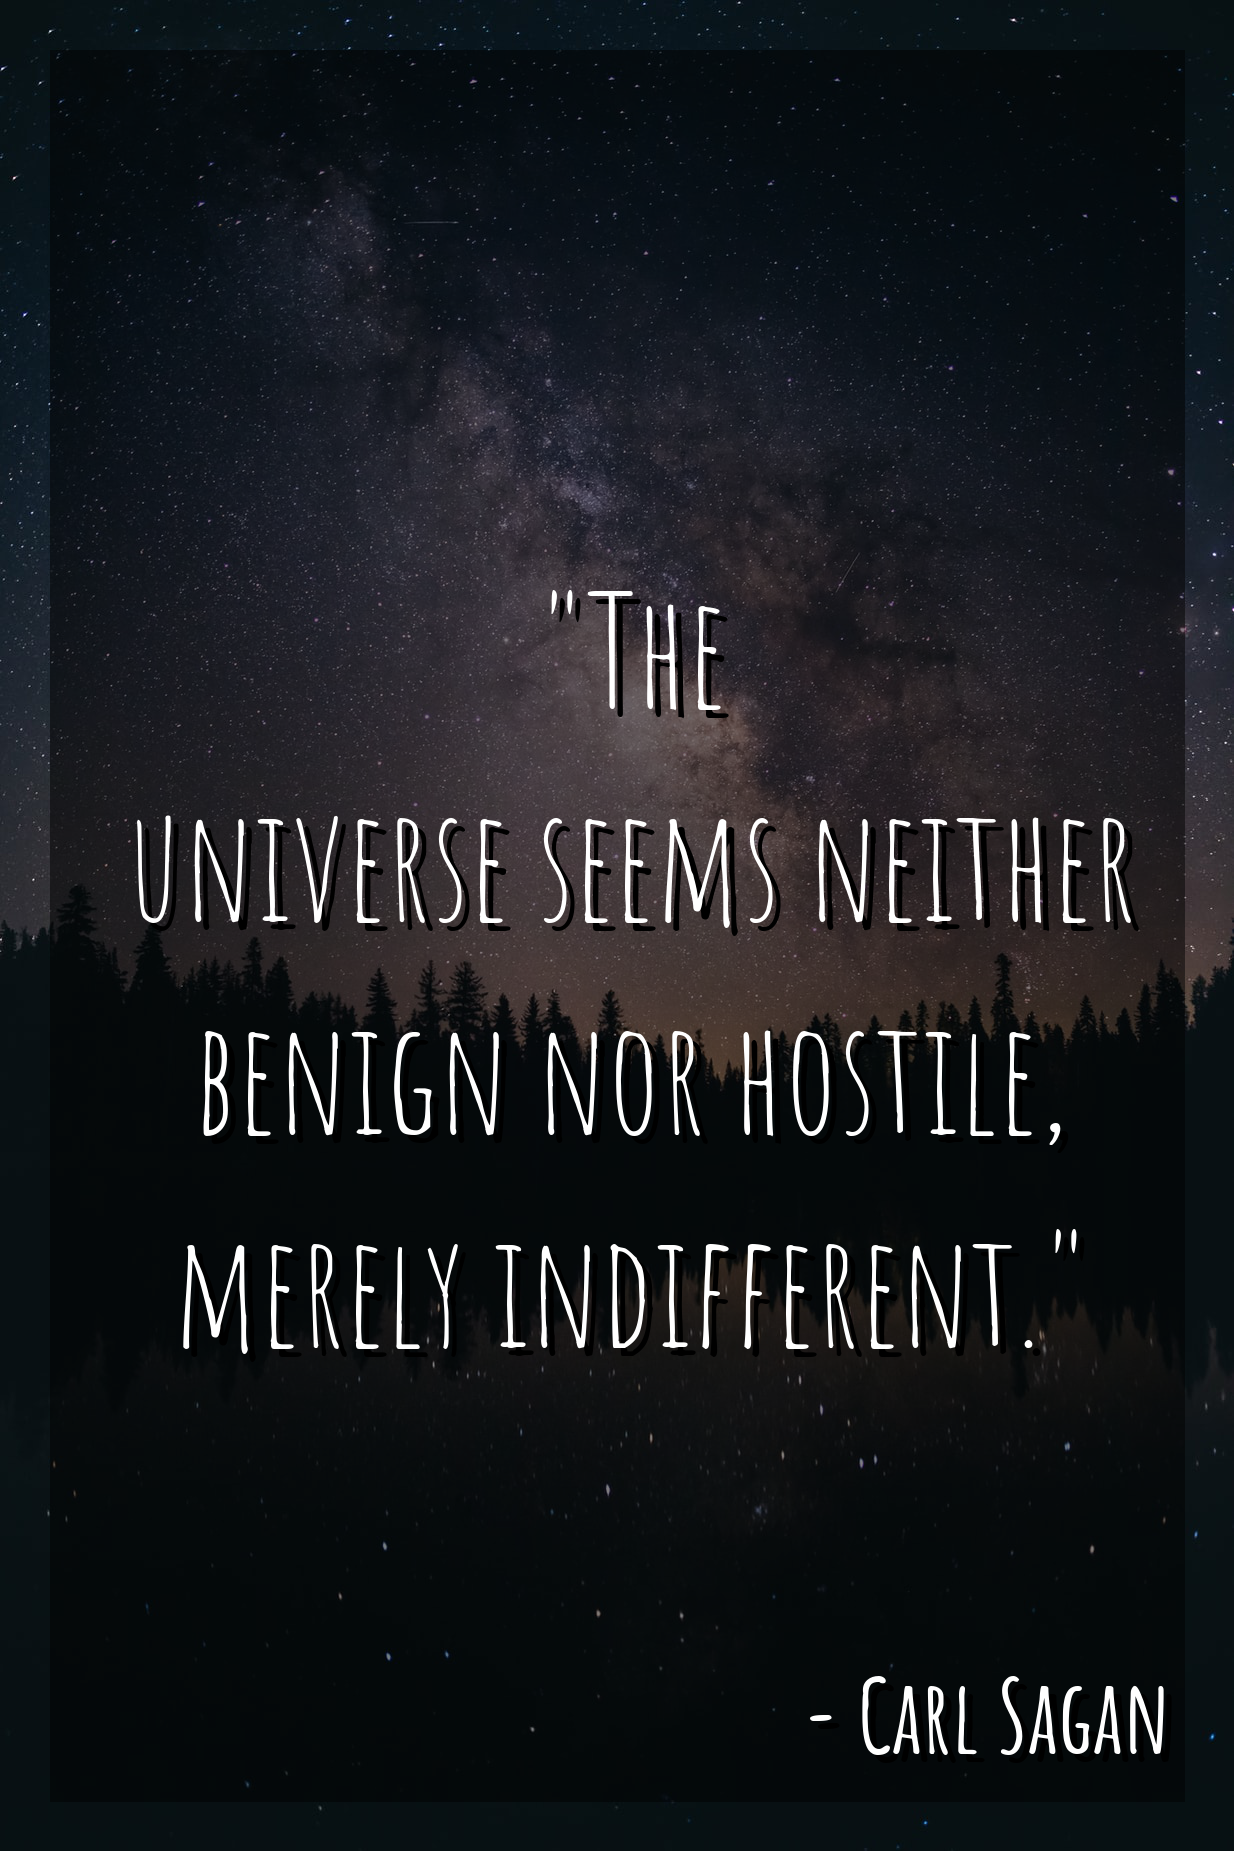 "The
universe seems neither
benign nor hostile,
merely indifferent."
- Carl Sagan